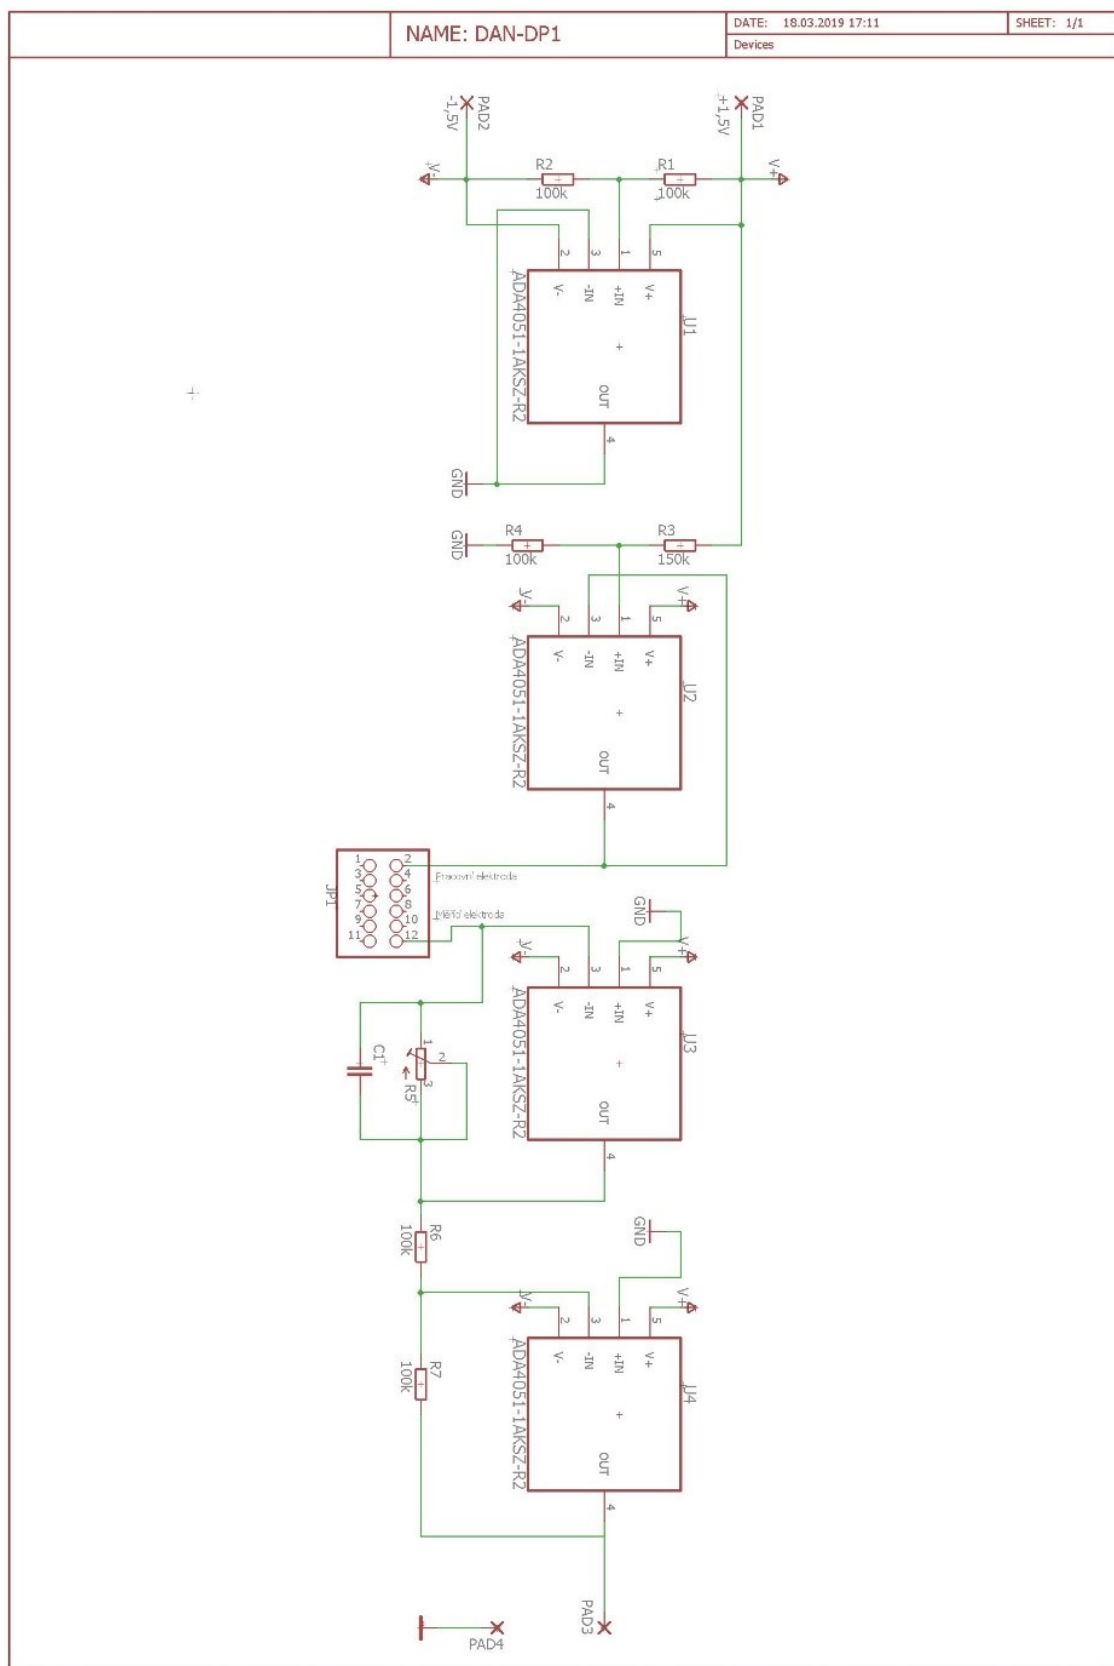 NAME: DAN-DP1
DATE: 18.03.2019 17:11
SHEET: 1/1
Devices
PAD2
-1,5V
PAD1
+1,5V
V-
R2
100k
R1
100k
V+
2
3
1
5
V-
-IN
+IN
V+
U1
OUT
ADA4051-1AKSZ-R2
4
GND
GND
R4
100k
R3
150k
V-
V+
2
3
1
5
V-
-IN
+IN
V+
U2
OUT
ADA4051-1AKSZ-R2
4
JP1
1
2
3
4
5
6
7
8
9
10
11
12
Pracovní elektroda
Měřící elektroda
GND
V-
V+
2
3
1
5
V-
-IN
+IN
V+
U3
OUT
ADA4051-1AKSZ-R2
4
C1
1
2
3
R5
R6
100k
GND
V-
V+
2
3
1
5
V-
-IN
+IN
V+
U4
OUT
ADA4051-1AKSZ-R2
4
R7
100k
PAD3
PAD4